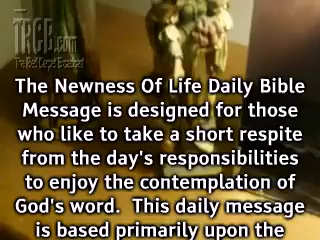 TRCB.com
The Newness Of Life Daily Bible
Message is designed for those
who like to take a short respite
from the day's responsibilities
to enjoy the contemplation of
God's word.  This daily message
is based primarily upon the